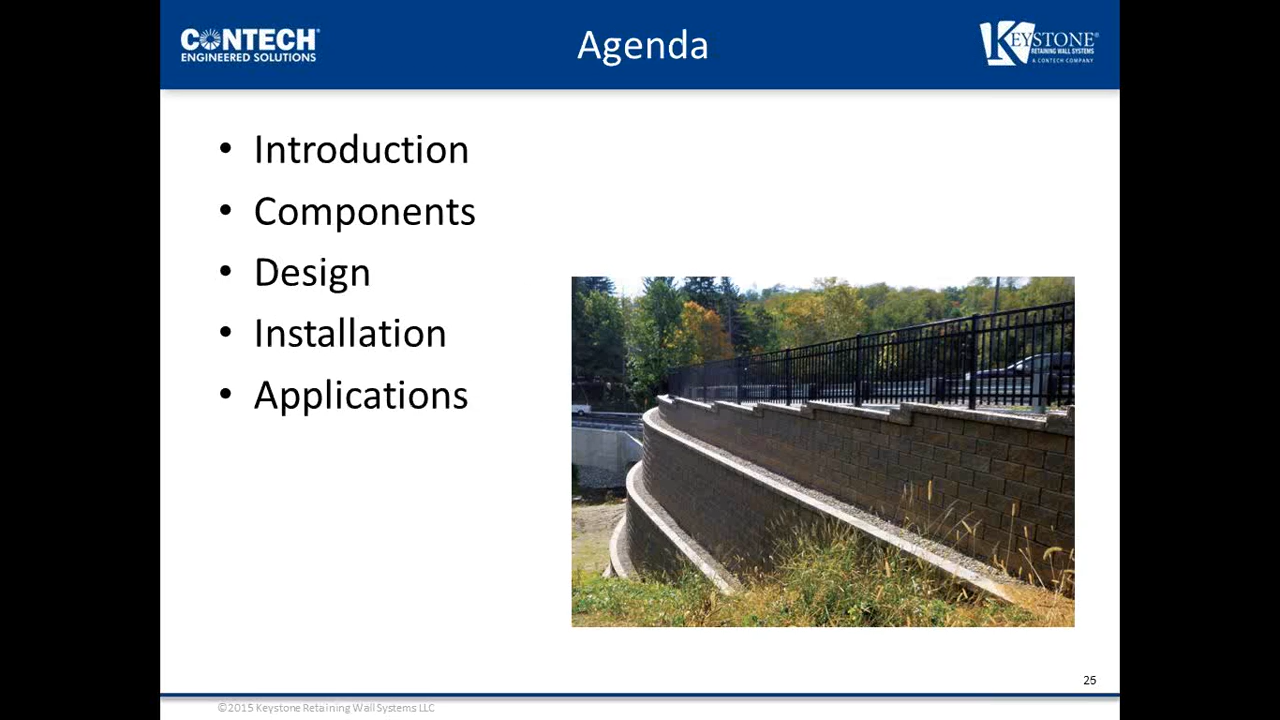 CONTECH®
ENGINEERED SOLUTIONS
Agenda
KEYSTONE®
RETAINING WALL SYSTEMS
A CONTECH COMPANY
• Introduction
• Components
• Design
• Installation
• Applications
25
©2015 Keystone Retaining Wall Systems LLC